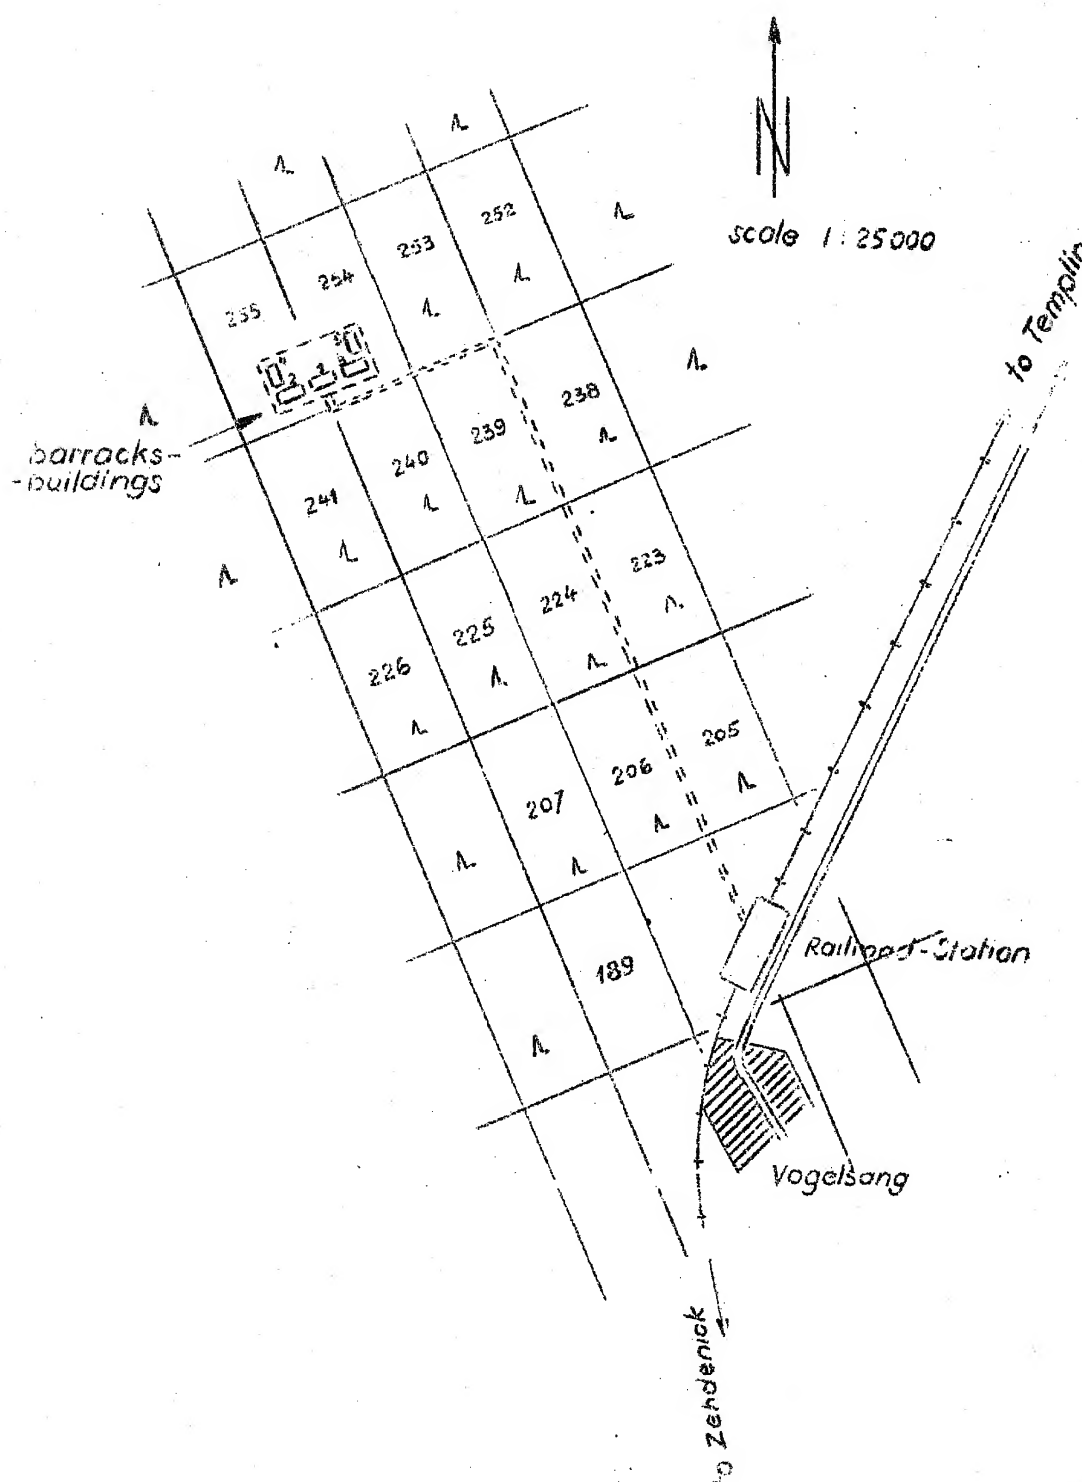 N
scale 1:25000
to Templin
252
253
254
255
barracks-
-buildings
238
239
240
241
223
224
225
226
205
206
207
189
Railroad-Station
Vogelsang
o Zehdenick